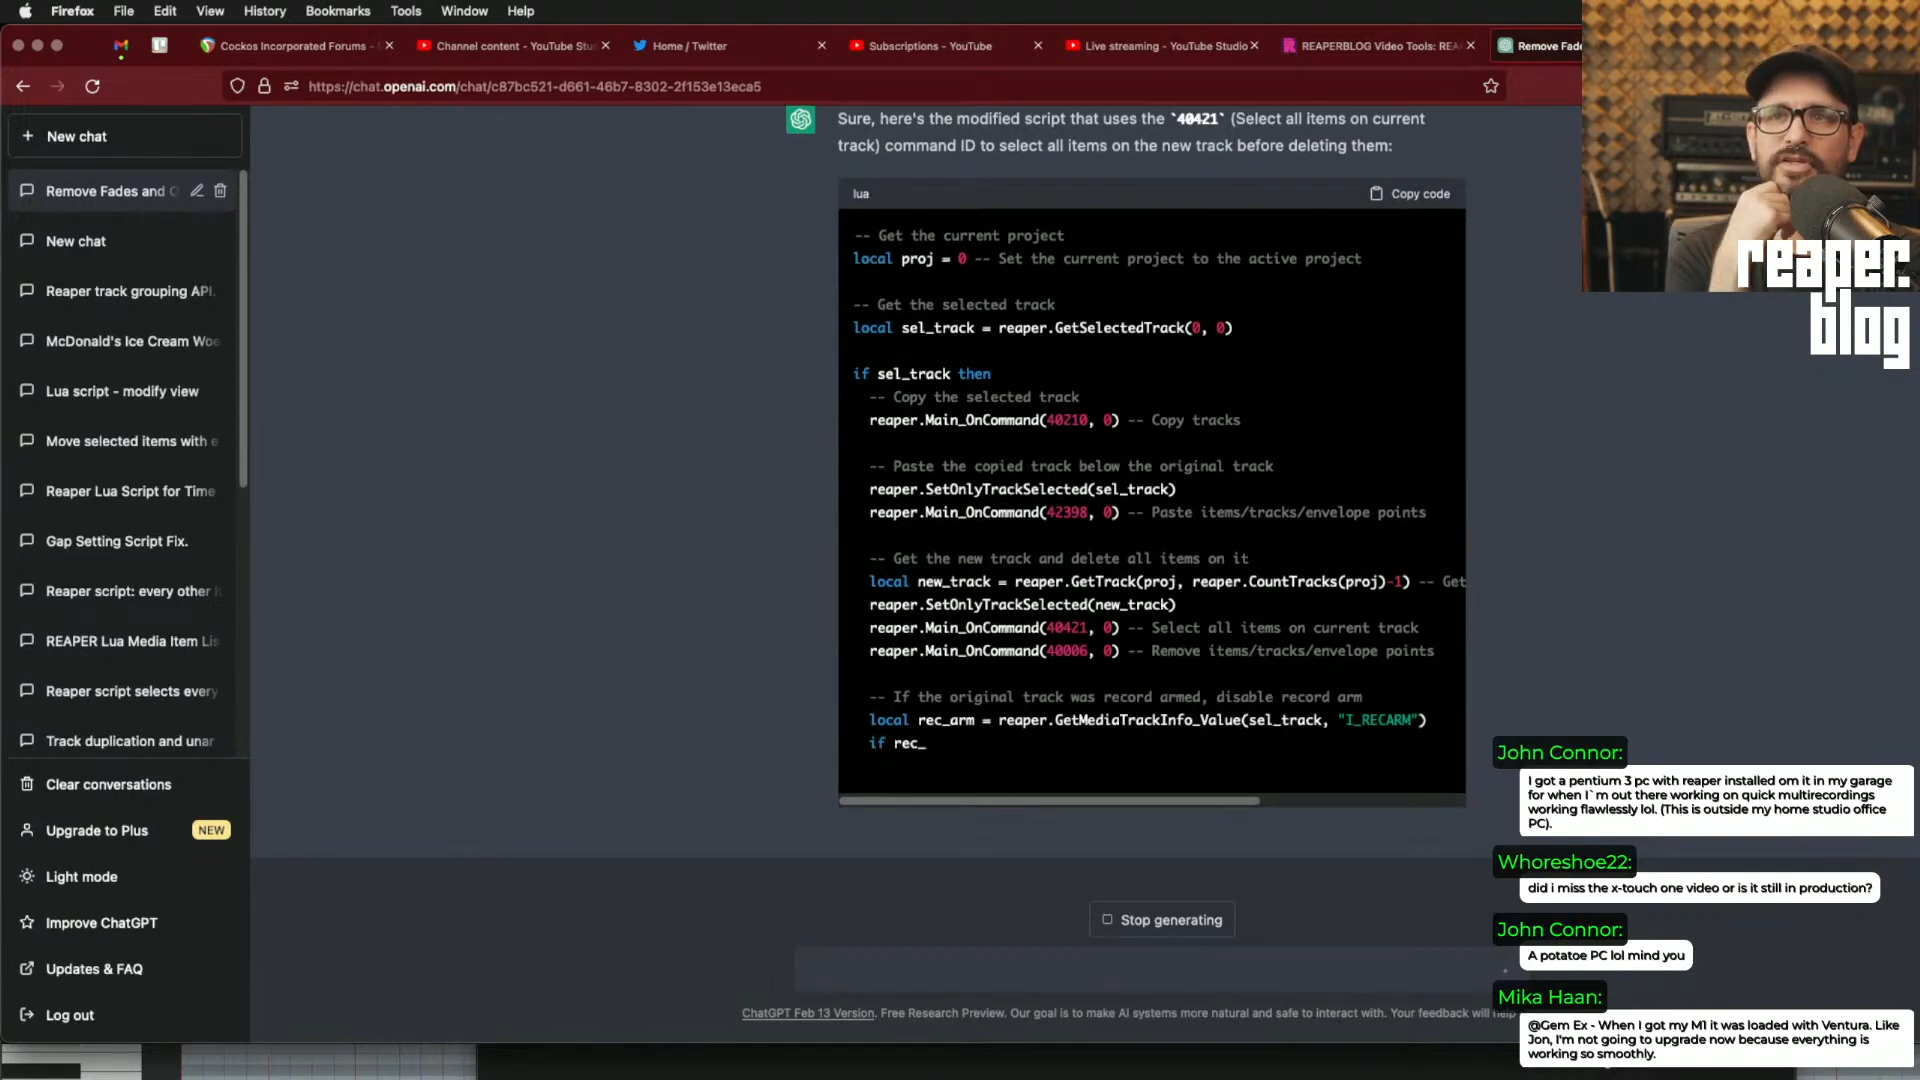 Firefox File Edit View History Bookmarks Tools Window Help
Cockos Incorporated Forums -
Channel content - YouTube Stu
Home / Twitter
Subscriptions - YouTube
Live streaming - YouTube Studio
REAPERBLOG Video Tools: REA
Remove Fade
https://chat.openai.com/chat/c87bc521-d661-46b7-8302-2f153e13eca5
New chat
Remove Fades and
New chat
Reaper track grouping API.
McDonald's Ice Cream Woe
Lua script - modify view
Move selected items with e
Reaper Lua Script for Time
Gap Setting Script Fix.
Reaper script: every other i
REAPER Lua Media Item Lis
Reaper script selects every
Track duplication and unar
Clear conversations
Upgrade to Plus NEW
Light mode
Improve ChatGPT
Updates & FAQ
Log out
Sure, here's the modified script that uses the `40421` (Select all items on current
track) command ID to select all items on the new track before deleting them:
lua Copy code
-- Get the current project
local proj = 0 -- Set the current project to the active project
-- Get the selected track
local sel_track = reaper.GetSelectedTrack(0, 0)
if sel_track then
-- Copy the selected track
reaper.Main_OnCommand(40210, 0) -- Copy tracks
-- Paste the copied track below the original track
reaper.SetOnlyTrackSelected(sel_track)
reaper.Main_OnCommand(42398, 0) -- Paste items/tracks/envelope points
-- Get the new track and delete all items on it
local new_track = reaper.GetTrack(proj, reaper.CountTracks(proj)-1) -- Get
reaper.SetOnlyTrackSelected(new_track)
reaper.Main_OnCommand(40421, 0) -- Select all items on current track
reaper.Main_OnCommand(40006, 0) -- Remove items/tracks/envelope points
-- If the original track was record armed, disable record arm
local rec_arm = reaper.GetMediaTrackInfo_Value(sel_track, "I_RECARM")
if rec_
Stop generating
ChatGPT Feb 13 Version. Free Research Preview. Our goal is to make AI systems more natural and safe to interact with. Your feedback will help
reaper.
blog
John Connor:
I got a pentium 3 pc with reaper installed om it in my garage
for when I`m out there working on quick multirecordings
working flawlessly lol. (This is outside my home studio office
PC).
Whoreshoe22:
did i miss the x-touch one video or is it still in production?
John Connor:
A potatoe PC lol mind you
Mika Haan:
@Gem Ex - When I got my M1 it was loaded with Ventura. Like
Jon, I'm not going to upgrade now because everything is
working so smoothly.